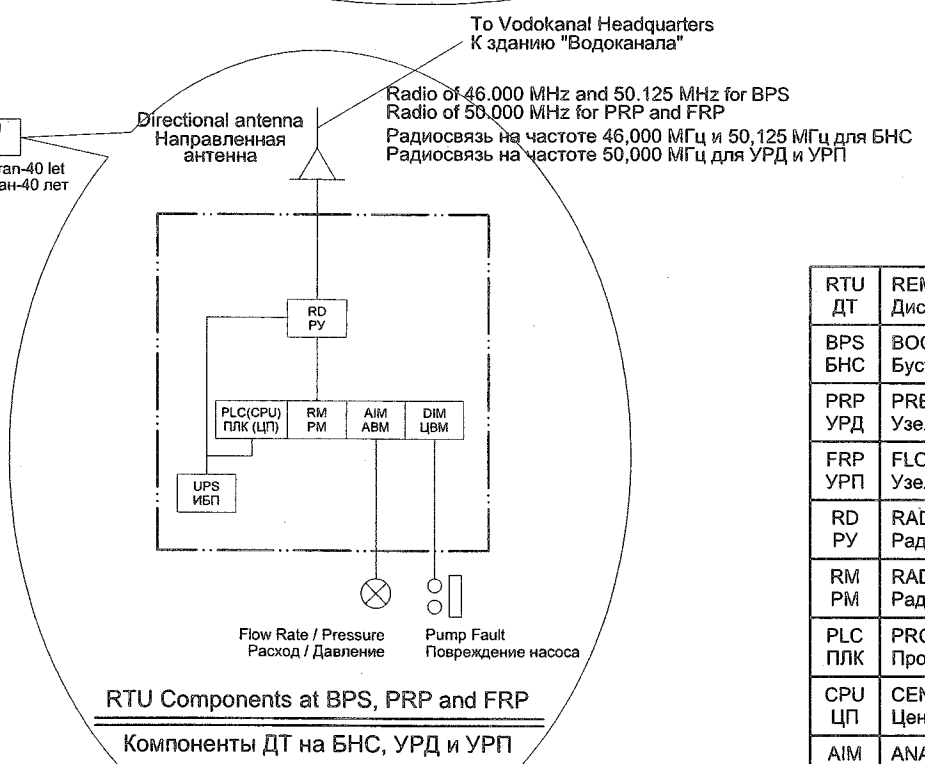 To Vodokanal Headquarters
К зданию "Водоканала"
Radio of 46.000 MHz and 50.125 MHz for BPS
Radio of 50.000 MHz for PRP and FRP
Радиосвязь на частоте 46,000 МГц и 50,125 МГц для БНС
Радиосвязь на частоте 50,000 МГц для УРД и УРП
Directional antenna
Направленная
антенна
-40 let
-40 лет
RD
РУ
PLC(CPU)
ПЛК (ЦП)
RM
РМ
AIM
АВМ
DIM
ЦВМ
UPS
ИБП
Flow Rate / Pressure
Расход / Давление
Pump Fault
Повреждение насоса
RTU Components at BPS, PRP and FRP
Компоненты ДТ на БНС, УРД и УРП
RTU
ДТ
BPS
БНС
PRP
УРД
FRP
УРП
RD
РУ
RM
РМ
PLC
ПЛК
CPU
ЦП
AIM